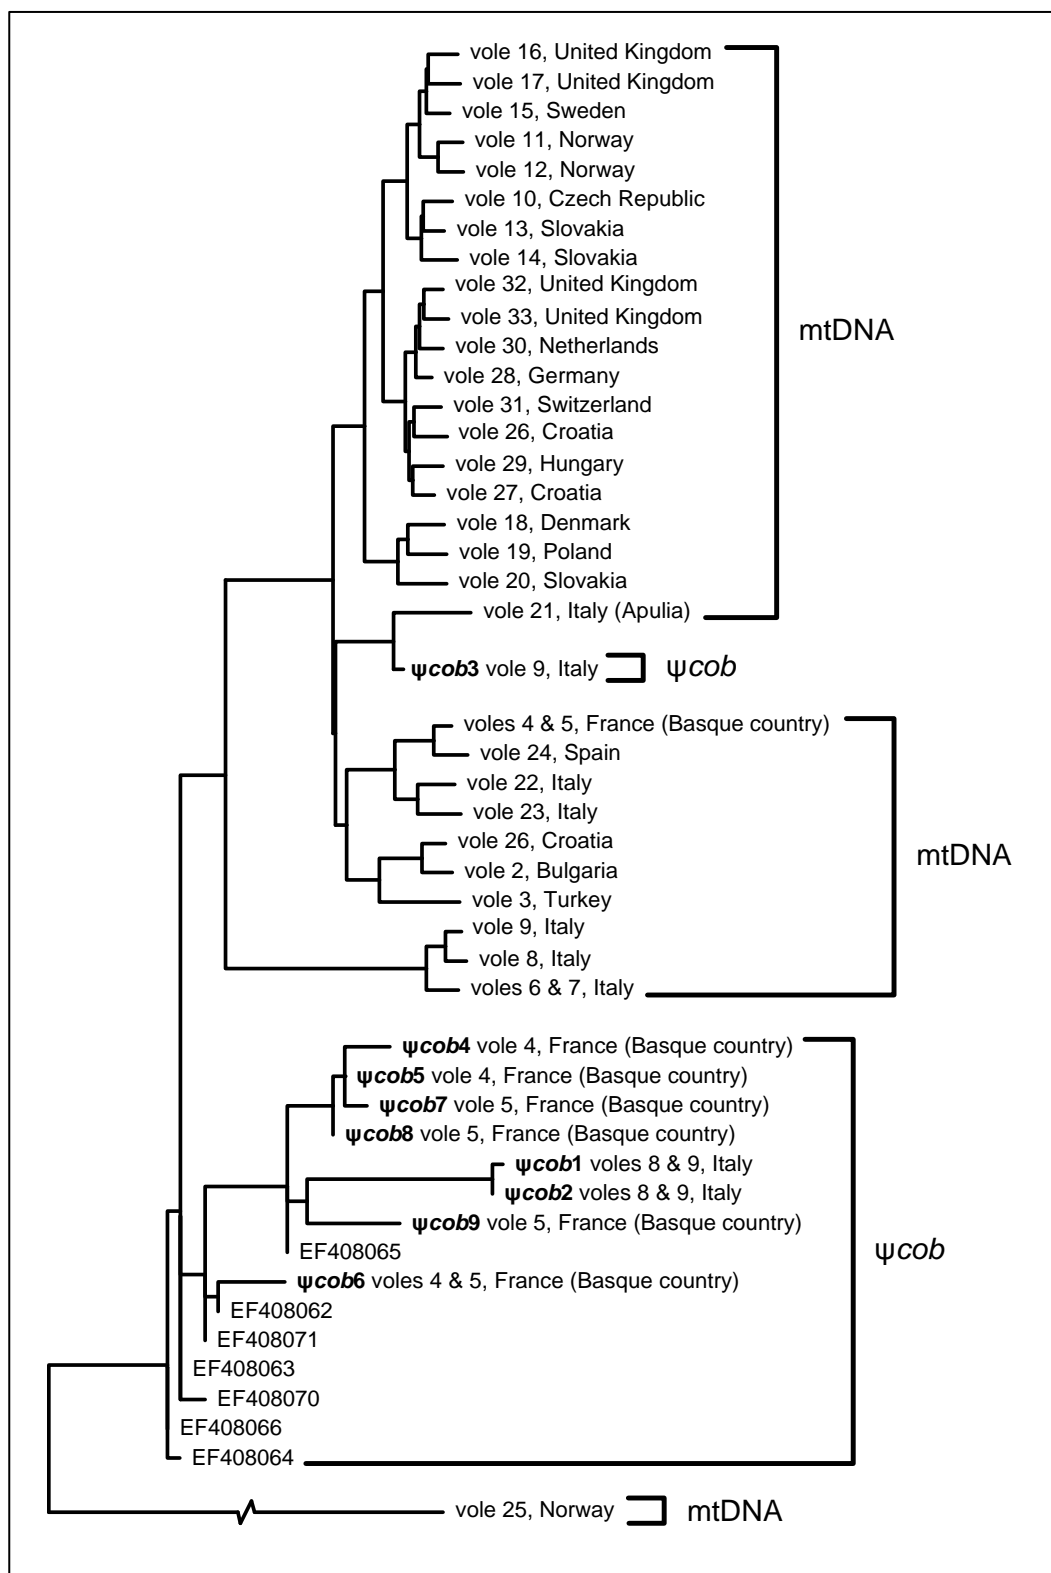 vole 16, United Kingdom
vole 17, United Kingdom
vole 15, Sweden
vole 11, Norway
vole 12, Norway
vole 10, Czech Republic
vole 13, Slovakia
vole 14, Slovakia
vole 32, United Kingdom
vole 33, United Kingdom
mtDNA
vole 30, Netherlands
vole 28, Germany
vole 31, Switzerland
vole 26, Croatia
vole 29, Hungary
vole 27, Croatia
vole 18, Denmark
vole 19, Poland
vole 20, Slovakia
vole 21, Italy (Apulia)
ψcob3 vole 9, Italy
ψcob
voles 4 & 5, France (Basque country)
vole 24, Spain
vole 22, Italy
vole 23, Italy
vole 26, Croatia
mtDNA
vole 2, Bulgaria
vole 3, Turkey
vole 9, Italy
vole 8, Italy
voles 6 & 7, Italy
ψcob4 vole 4, France (Basque country)
ψcob5 vole 4, France (Basque country)
ψcob7 vole 5, France (Basque country)
ψcob8 vole 5, France (Basque country)
ψcob1 voles 8 & 9, Italy
ψcob2 voles 8 & 9, Italy
ψcob9 vole 5, France (Basque country)
EF408065
ψcob
ψcob6 voles 4 & 5, France (Basque country)
EF408062
EF408071
EF408063
EF408070
EF408066
EF408064
vole 25, Norway
mtDNA